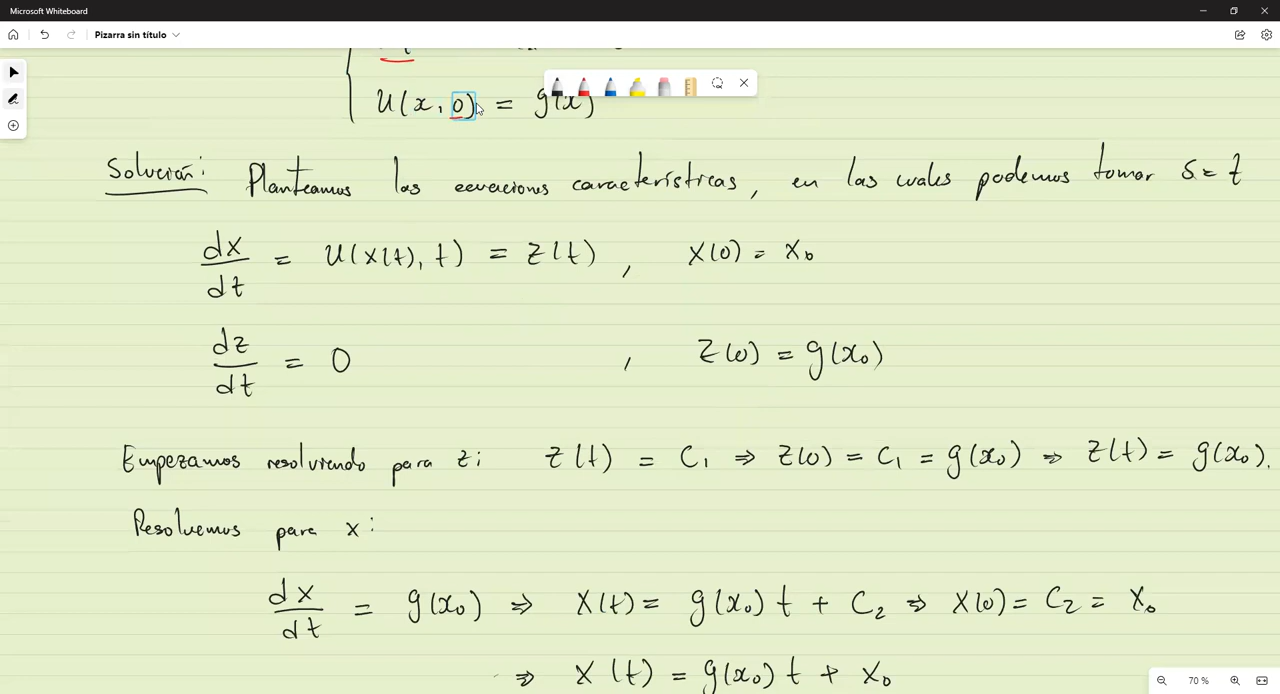 Microsoft Whiteboard
Pizarra sin título
U(x, 0) = g(x)
Solución: Planteamos las ecuaciones características, en las cuales podemos tomar s = t
dx/dt = U(X(t), t) = Z(t), X(0) = X₀
dz/dt = 0, Z(0) = g(x₀)
Empezamos resolviendo para z: Z(t) = C₁ ⇒ Z(0) = C₁ = g(x₀) ⇒ Z(t) = g(x₀).
Resolvemos para x:
dx/dt = g(x₀) ⇒ X(t) = g(x₀) t + C₂ ⇒ X(0) = C₂ = X₀
⇒ X(t) = g(x₀) t + X₀
70 %